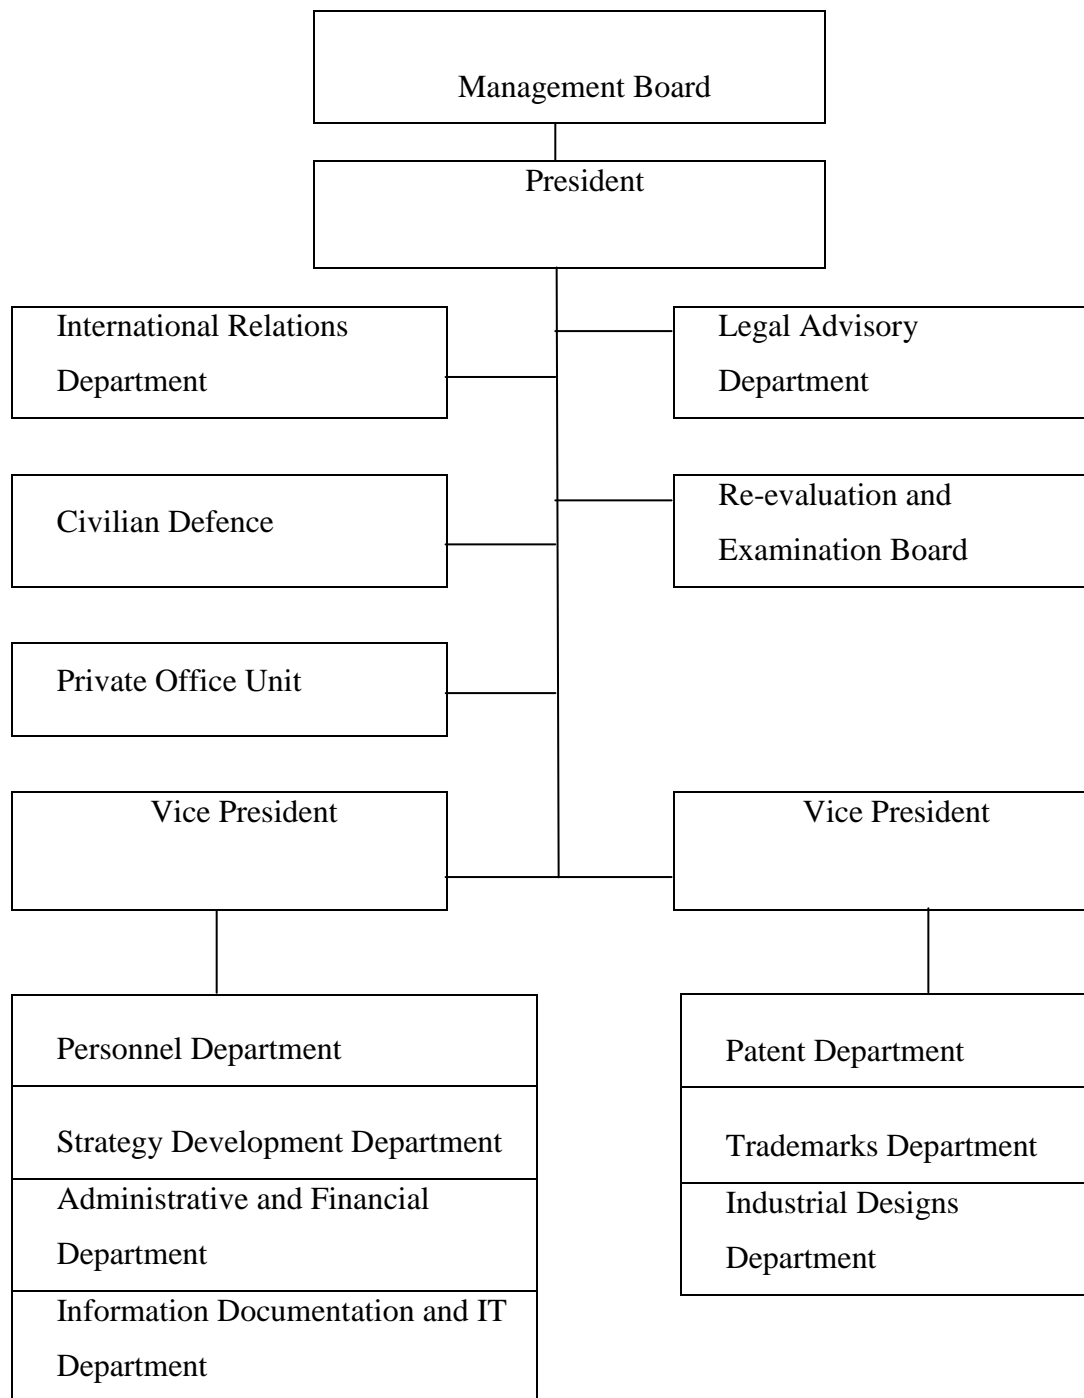 Management Board
President
International Relations
Department
Legal Advisory
Department
Civilian Defence
Re-evaluation and
Examination Board
Private Office Unit
Vice President
Vice President
Personnel Department
Strategy Development Department
Administrative and Financial
Department
Information Documentation and IT
Department
Patent Department
Trademarks Department
Industrial Designs
Department